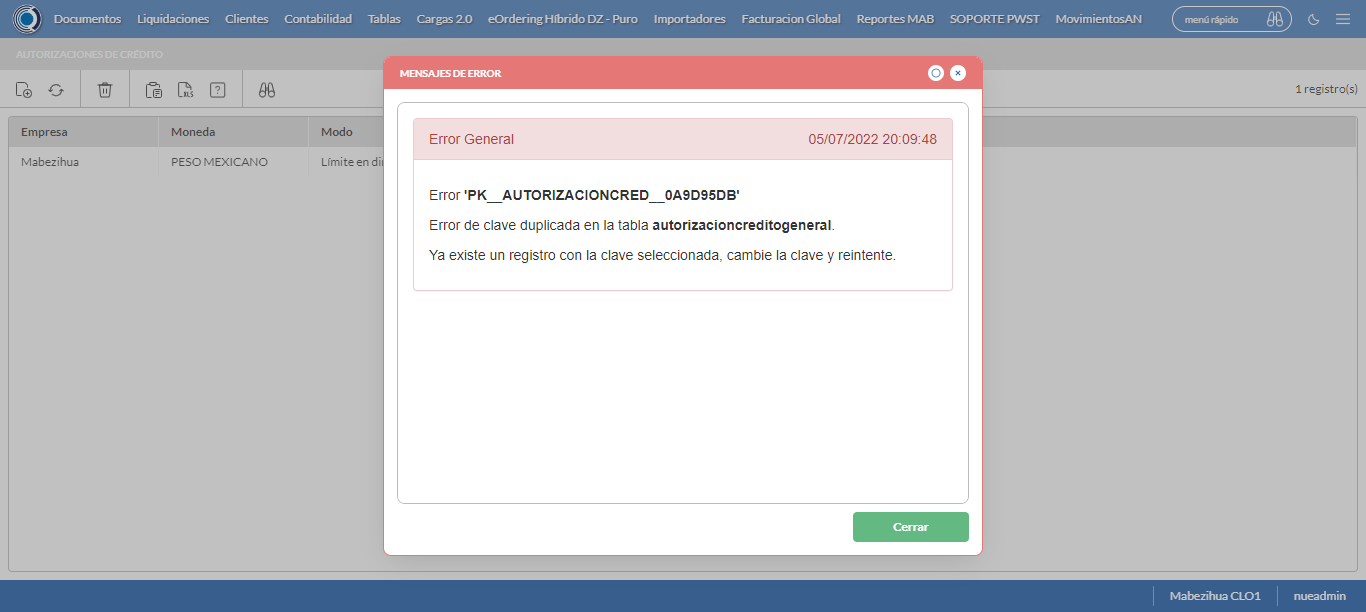 Documentos Liquidaciones Clientes Contabilidad Tablas Cargas 2.0 eOrdering Híbrido DZ - Puro Importadores Facturacion Global Reportes MAB SOPORTE PWST MovimientosAN menú rápido
AUTORIZACIONES DE CRÉDITO
MENSAJES DE ERROR
XLS ? 1 registro(s)
Error General 05/07/2022 20:09:48
Empresa Moneda Modo
Mabezihua PESO MEXICANO Límite en di
Error 'PK__AUTORIZACIONCRED__0A9D95DB'
Error de clave duplicada en la tabla autorizacioncreditogeneral.
Ya existe un registro con la clave seleccionada, cambie la clave y reintente.
Cerrar
Mabezihua CLO1 nueadmin